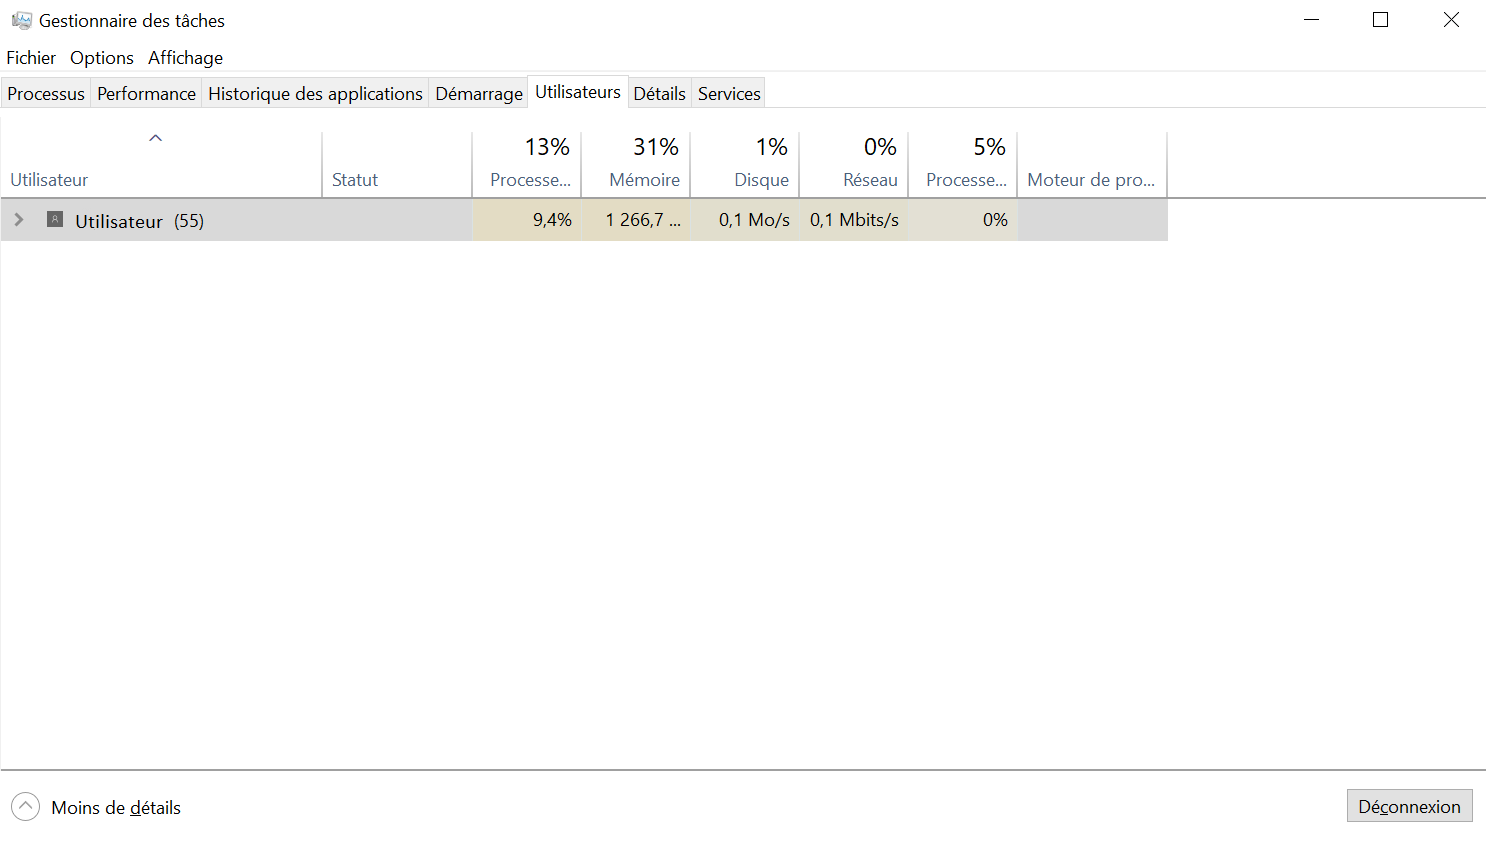 Gestionnaire des tâches
Fichier Options Affichage
Processus Performance Historique des applications Démarrage Utilisateurs Détails Services
13% 31% 1% 0% 5%
Utilisateur Statut Processe... Mémoire Disque Réseau Processe... Moteur de pro...
Utilisateur (55) 9,4% 1 266,7 ... 0,1 Mo/s 0,1 Mbits/s 0%
Moins de détails Déconnexion